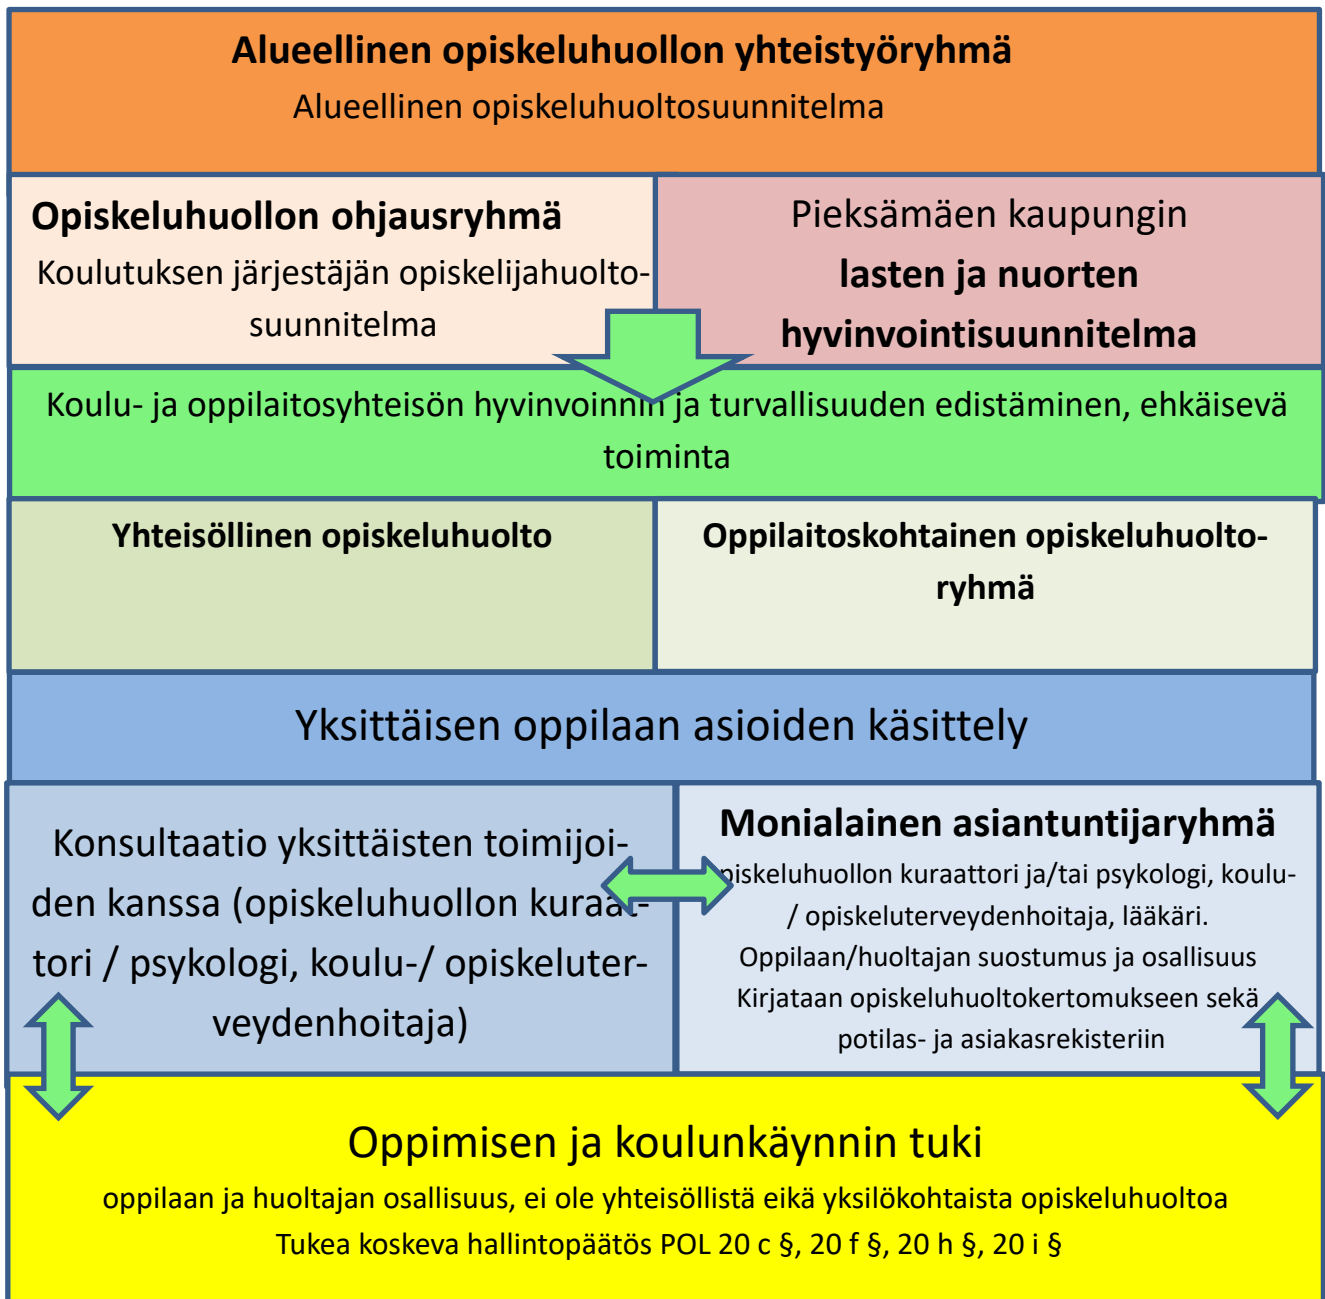 Alueellinen opiskeluhuollon yhteistyöryhmä
Alueellinen opiskeluhuoltosuunnitelma
Opiskeluhuollon ohjausryhmä
Koulutuksen järjestäjän opiskelijahuolto-
suunnitelma
Pieksämäen kaupungin
lasten ja nuorten
hyvinvointisuunnitelma
Koulu- ja oppilaitosyhteisön hyvinvoinnin ja turvallisuuden edistäminen, ehkäisevä
toiminta
Yhteisöllinen opiskeluhuolto
Oppilaitoskohtainen opiskeluhuolto-
ryhmä
Yksittäisen oppilaan asioiden käsittely
Konsultaatio yksittäisten toimijoi-
den kanssa (opiskeluhuollon kuraat-
tori / psykologi, koulu-/ opiskeluter-
veydenhoitaja)
Monialainen asiantuntijaryhmä
piskeluhuollon kuraattori ja/tai psykologi, koulu-
/ opiskeluterveydenhoitaja, lääkäri.
Oppilaan/huoltajan suostumus ja osallisuus
Kirjataan opiskeluhuoltokertomukseen sekä
potilas- ja asiakasrekisteriin
Oppimisen ja koulunkäynnin tuki
oppilaan ja huoltajan osallisuus, ei ole yhteisöllistä eikä yksilökohtaista opiskeluhuoltoa
Tukea koskeva hallintopäätös POL 20 c §, 20 f §, 20 h §, 20 i §